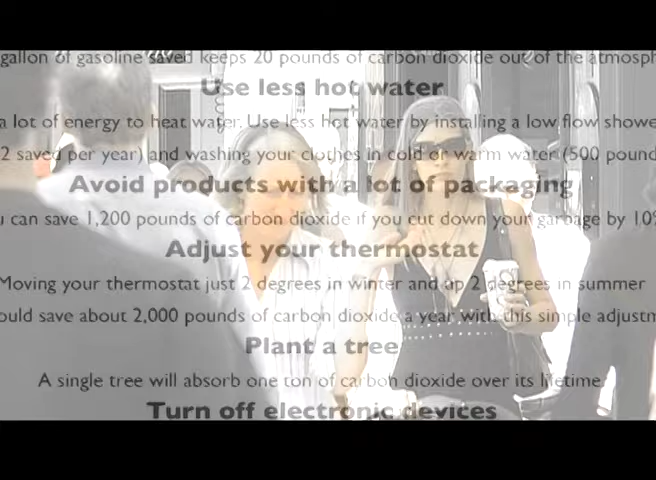 gallon of gasoline saved keeps 20 pounds of carbon dioxide out of the atmosph
Use less hot water
a lot of energy to heat water. Use less hot water by installing a low flow showe
2 saved per year) and washing your clothes in cold or warm water (500 pound
Avoid products with a lot of packaging
u can save 1,200 pounds of carbon dioxide if you cut down your garbage by 10%
Adjust your thermostat
Moving your thermostat just 2 degrees in winter and up 2 degrees in summer
ould save about 2,000 pounds of carbon dioxide a year with this simple adjustm
Plant a tree
A single tree will absorb one ton of carbon dioxide over its lifetime.
Turn off electronic devices